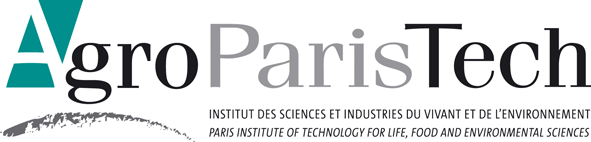 AgroParisTech
INSTITUT DES SCIENCES ET INDUSTRIES DU VIVANT ET DE L'ENVIRONNEMENT
PARIS INSTITUTE OF TECHNOLOGY FOR LIFE, FOOD AND ENVIRONMENTAL SCIENCES